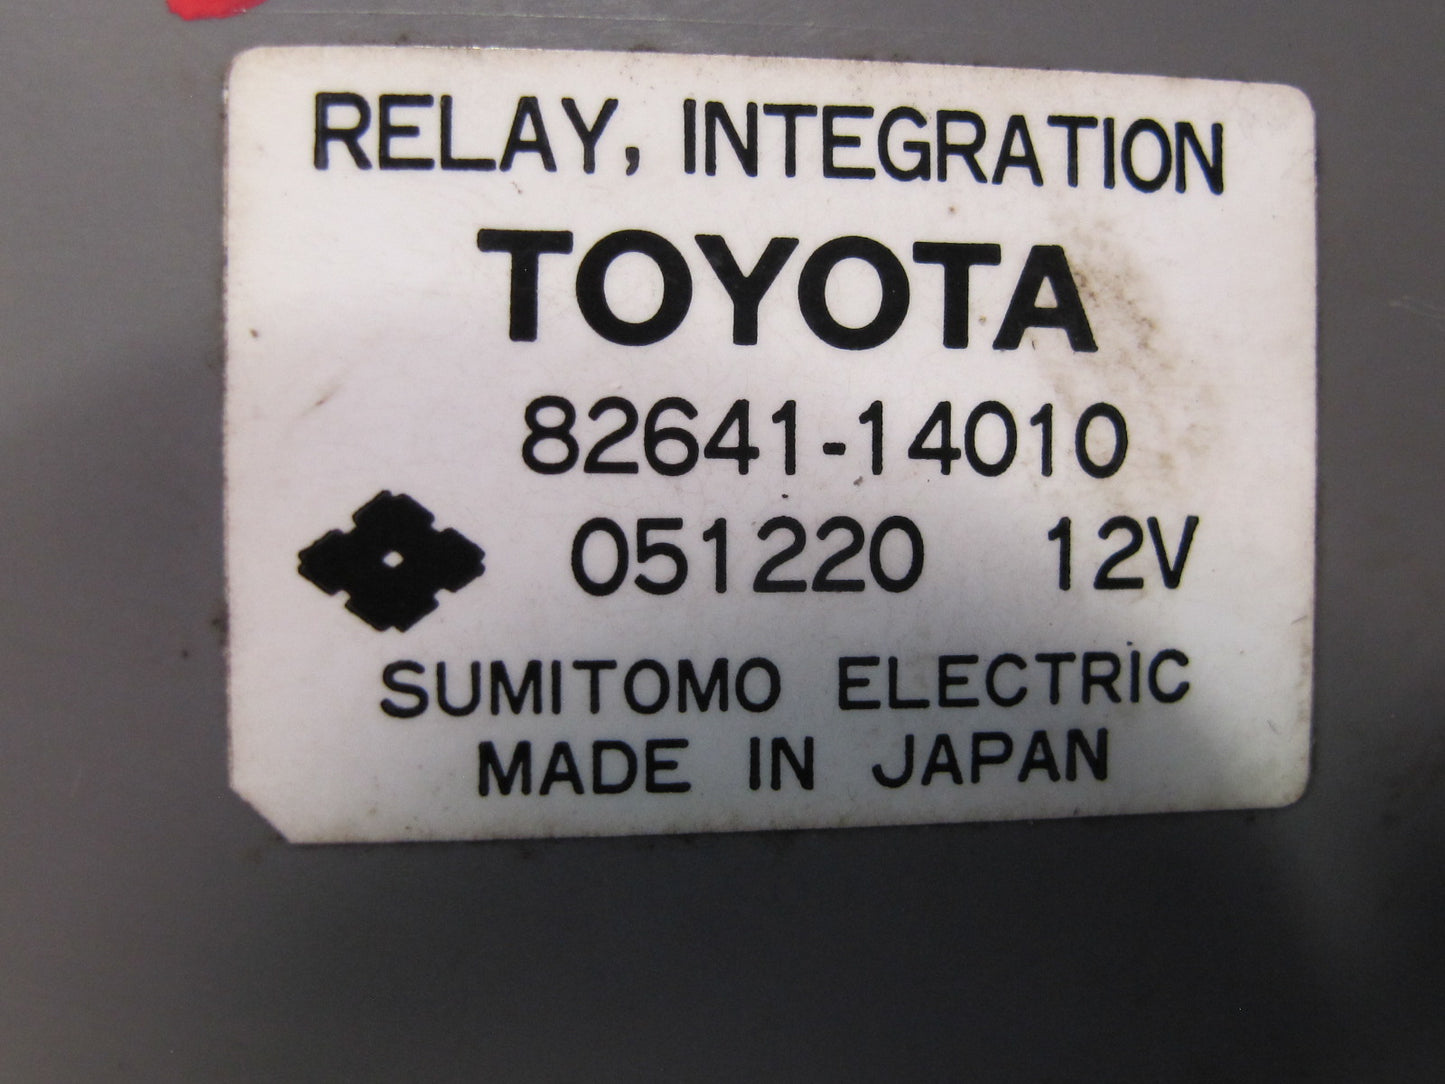 RELAY, INTEGRATION
TOYOTA
82641-14010
051220 12V
SUMITOMO ELECTRIC
MADE IN JAPAN